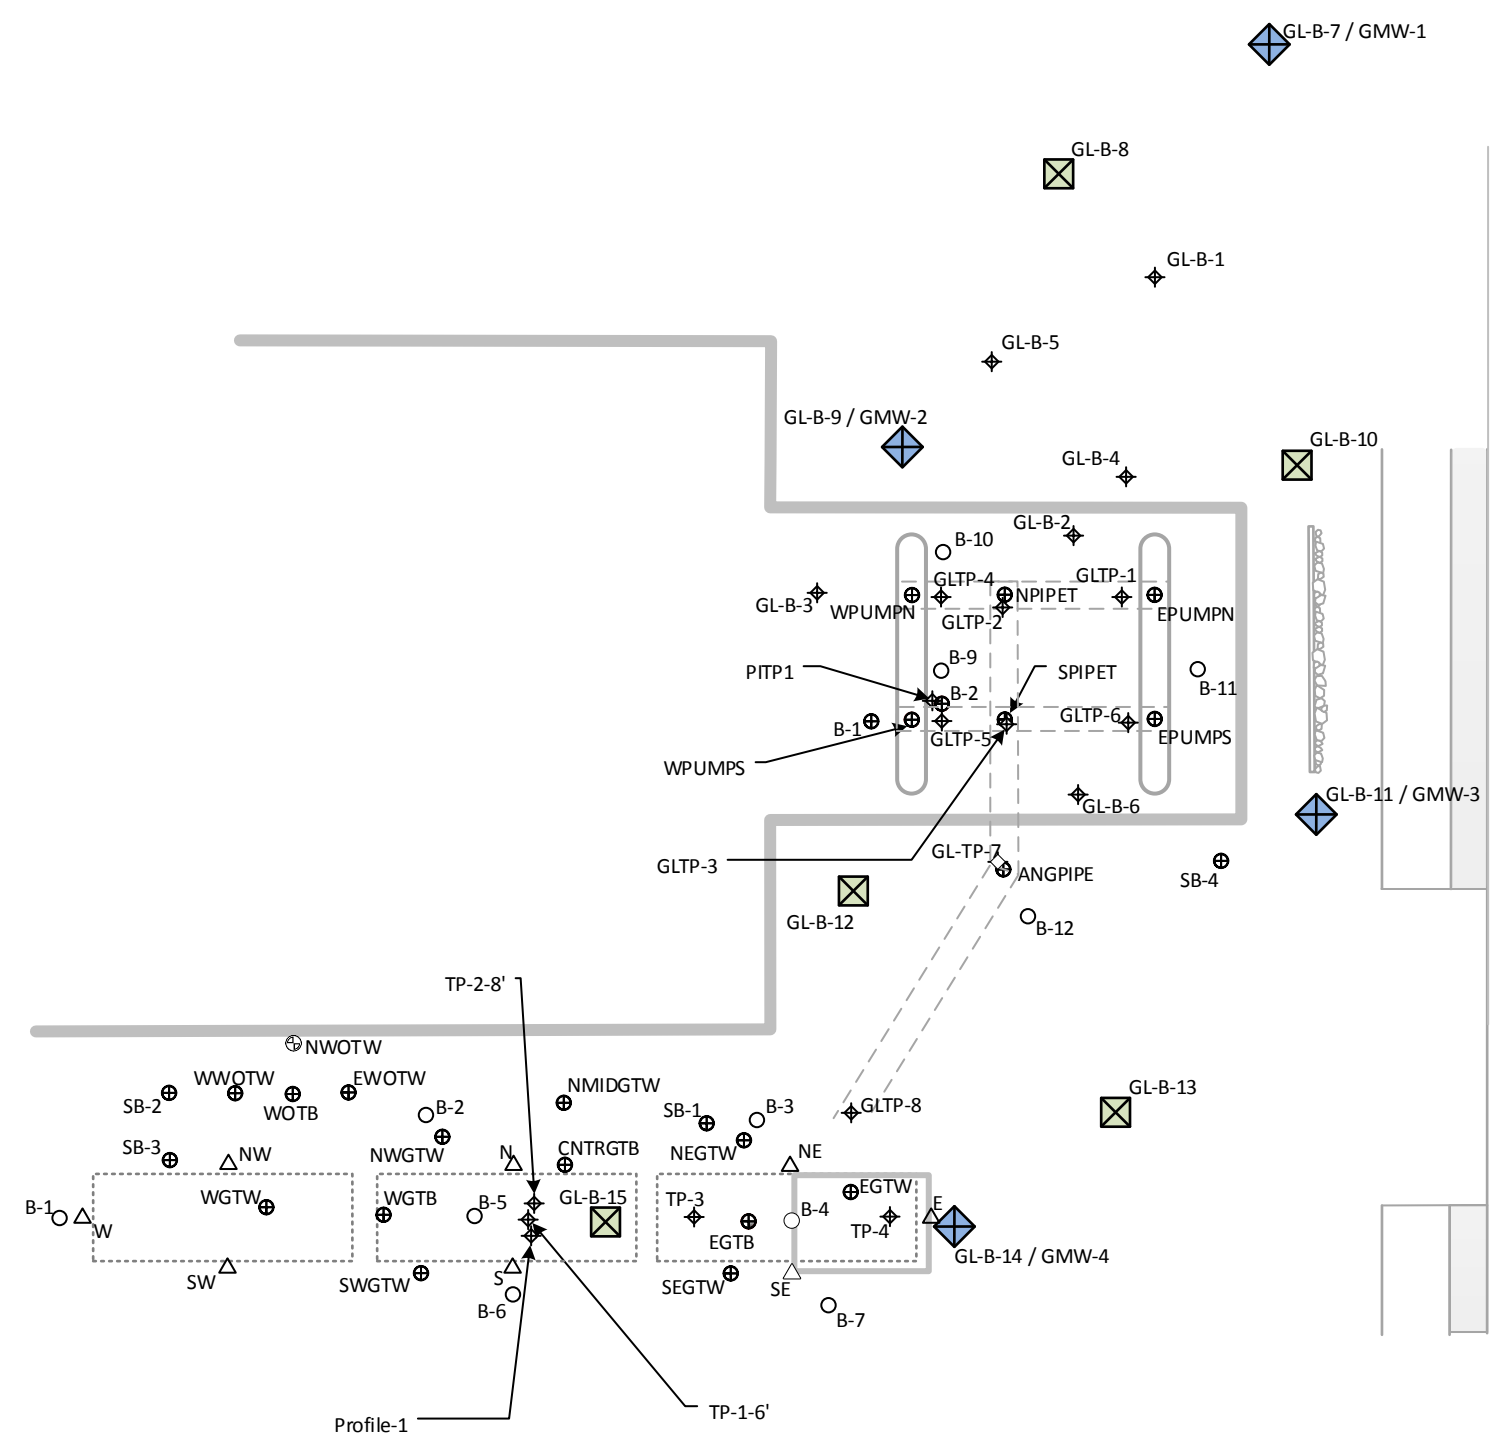 GL-B-7 / GMW-1
GL-B-8
GL-B-1
GL-B-5
GL-B-9 / GMW-2
GL-B-10
GL-B-4
GL-B-2
B-10
GLTP-4
GLTP-1
GL-B-3
WPUMPN
NPIPET
EPUMPN
GLTP-2
B-9
PITP1
SPIPET
B-11
B-2
B-1
GLTP-5
GLTP-6
EPUMPS
WPUMPS
GL-B-11 / GMW-3
GL-B-6
GL-TP-7
GLTP-3
ANGPIPE
SB-4
GL-B-12
B-12
TP-2-8'
NWOTW
WWOTW
EWOTW
NMIDGTW
GL-B-13
SB-2
WOTB
B-2
SB-1
B-3
GLTP-8
SB-3
NW
NWGTW
N
CNTRGTB
NEGTW
NE
WGTW
WGTB
B-5
GL-B-15
TP-3
EGTW
B-1
W
B-4
E
EGTB
TP-4
GL-B-14 / GMW-4
SW
SWGTW
S
SEGTW
SE
B-6
B-7
TP-1-6'
Profile-1